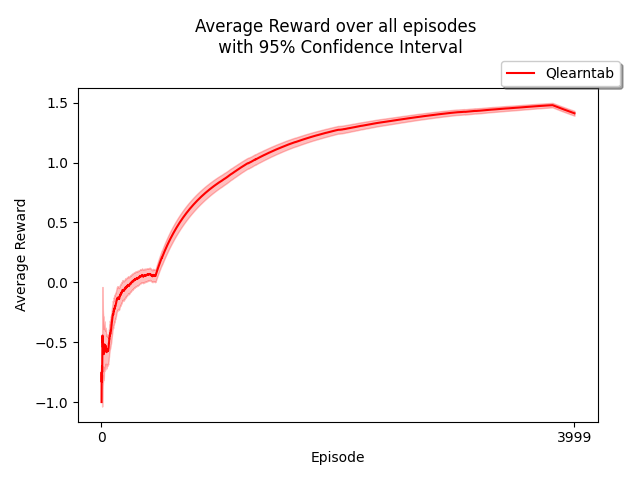 Average Reward over all episodes
with 95% Confidence Interval
Qlearntab
1.5
1.0
0.5
0.0
−0.5
−1.0
Average Reward
0
3999
Episode